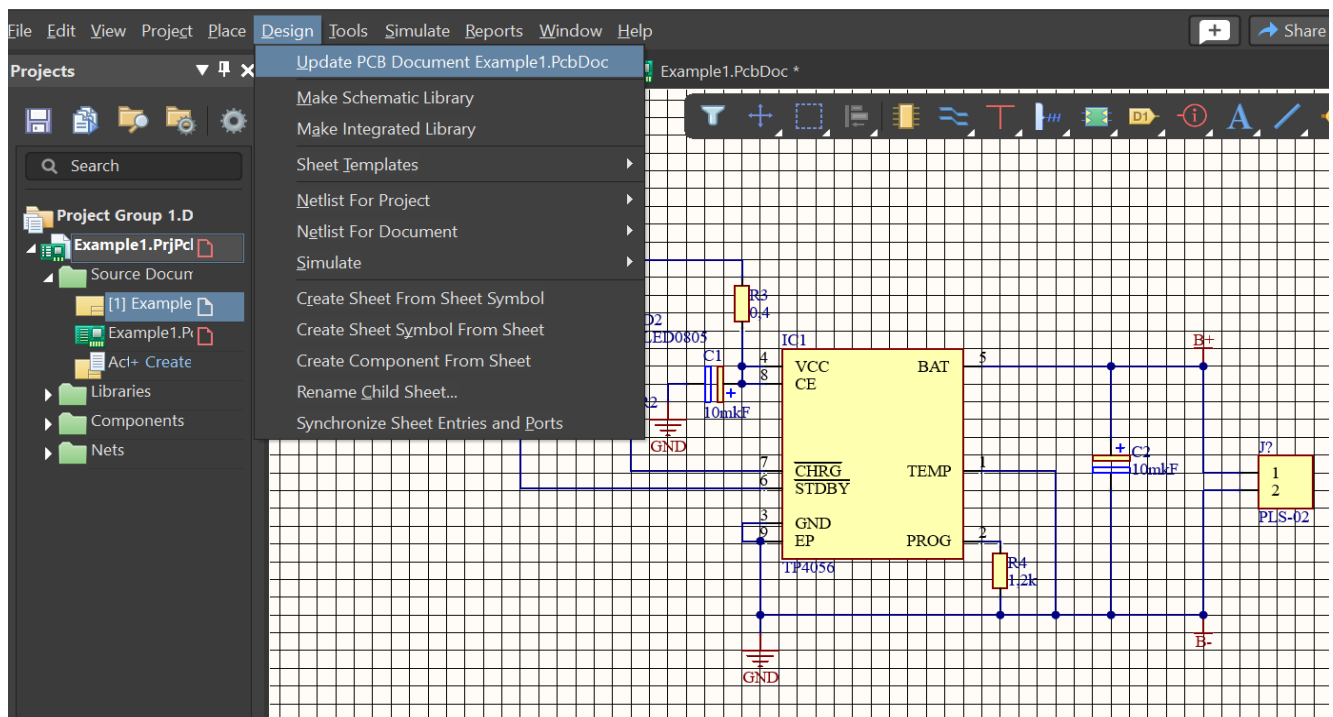 File Edit View Project Place Design Tools Simulate Reports Window Help
Share
Projects
Update PCB Document Example1.PcbDoc
Example1.PcbDoc *
Make Schematic Library
Make Integrated Library
Search
Sheet Templates
Netlist For Project
Netlist For Document
Simulate
Create Sheet From Sheet Symbol
Create Sheet Symbol From Sheet
Create Component From Sheet
Rename Child Sheet...
Synchronize Sheet Entries and Ports
Project Group 1.D
Example1.PrjPcl
Source Docum
[1] Example
Example1.Pc
Act+ Create
Libraries
Components
Nets
D1
A
R3
0,4
D2
LED0805
C1
10mkF
R2
GND
IC1
4 VCC
8 CE
7 CHRG
6 STDBY
3 GND
9 EP
BAT 5
TEMP 1
PROG 2
TP4056
R4
1.2k
GND
B+
C2
10mkF
J?
1
2
PLS-02
B-